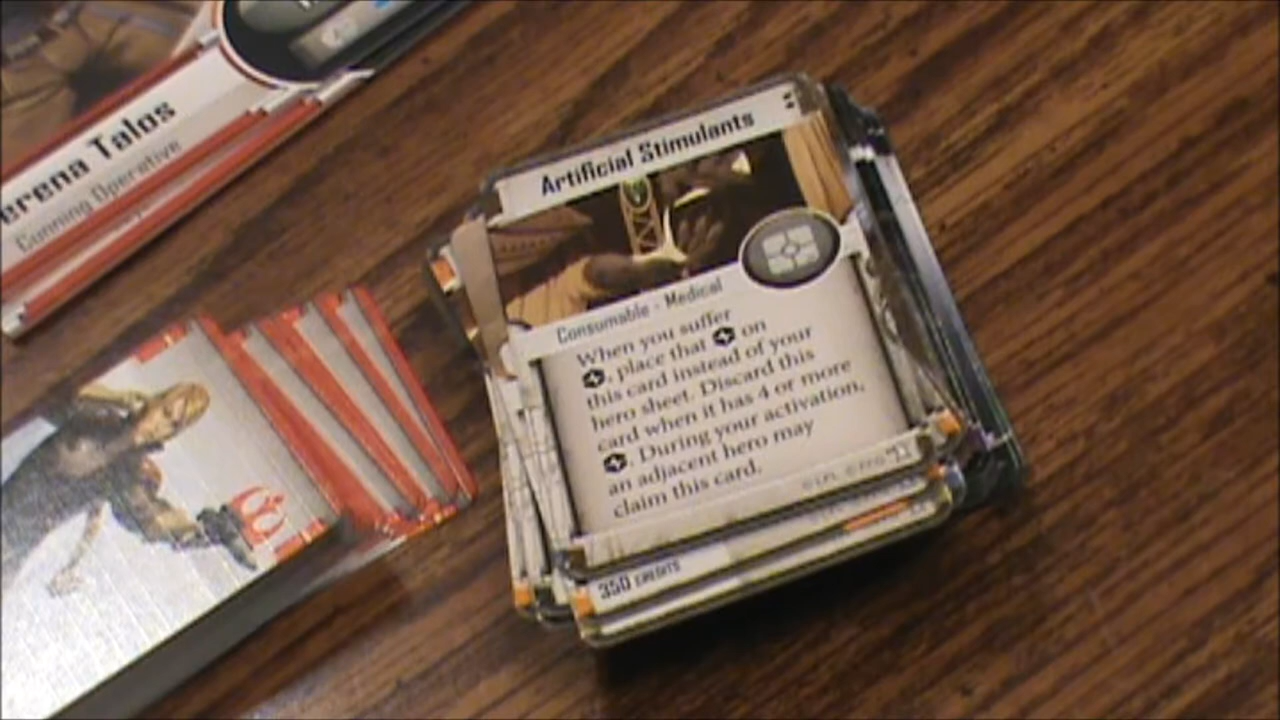 erena Talos
Cunning Operative
Artificial Stimulants
Consumable - Medical
When you suffer
, place that on
this card instead of your
hero sheet. Discard this
card when it has 4 or more
. During your activation,
an adjacent hero may
claim this card.
350 CREDITS